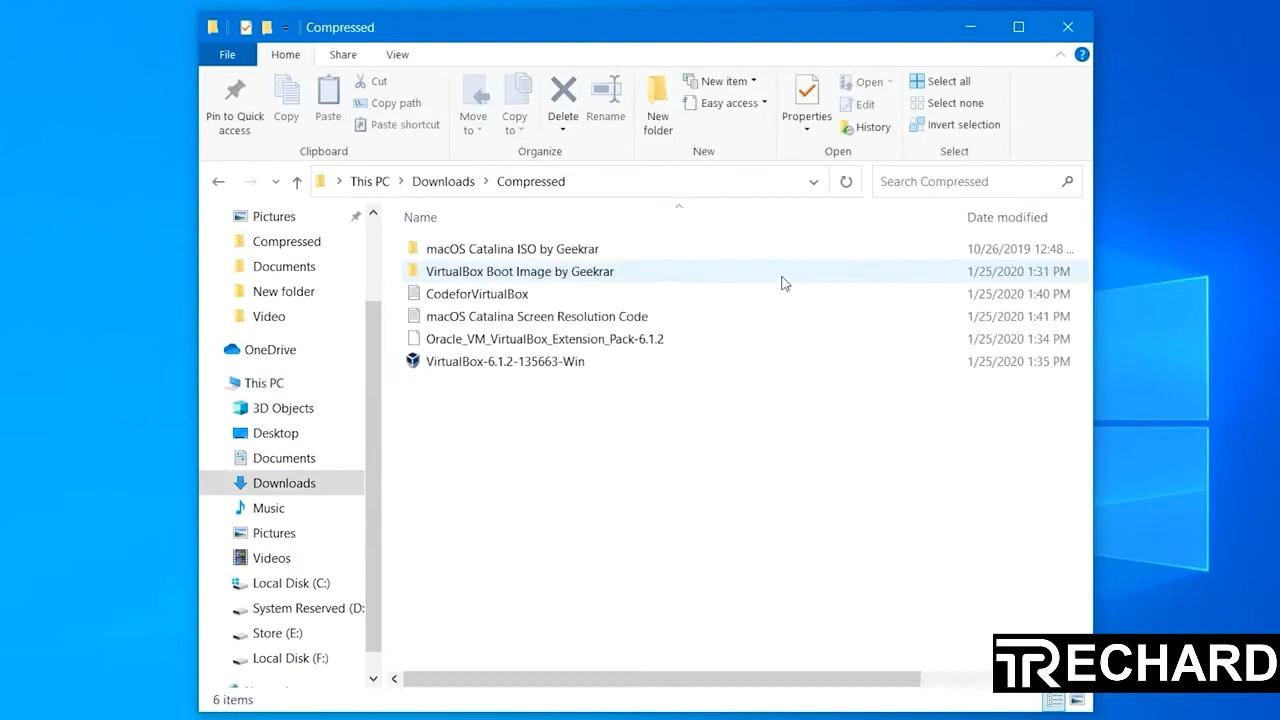 Compressed
File Home Share View
Pin to Quick access
Copy
Paste
Cut
Copy path
Paste shortcut
Clipboard
Move to
Copy to
Delete
Rename
Organize
New folder
New item
Easy access
New
Properties
Open
Edit
History
Open
Select all
Select none
Invert selection
Select
This PC > Downloads > Compressed
Search Compressed
Pictures
Compressed
Documents
New folder
Video
OneDrive
This PC
3D Objects
Desktop
Documents
Downloads
Music
Pictures
Videos
Local Disk (C:)
System Reserved (D:
Store (E:)
Local Disk (F:)
Name Date modified
macOS Catalina ISO by Geekrar 10/26/2019 12:48 ...
VirtualBox Boot Image by Geekrar 1/25/2020 1:31 PM
CodeforVirtualBox 1/25/2020 1:40 PM
macOS Catalina Screen Resolution Code 1/25/2020 1:41 PM
Oracle_VM_VirtualBox_Extension_Pack-6.1.2 1/25/2020 1:34 PM
VirtualBox-6.1.2-135663-Win 1/25/2020 1:35 PM
6 items
TRECHARD